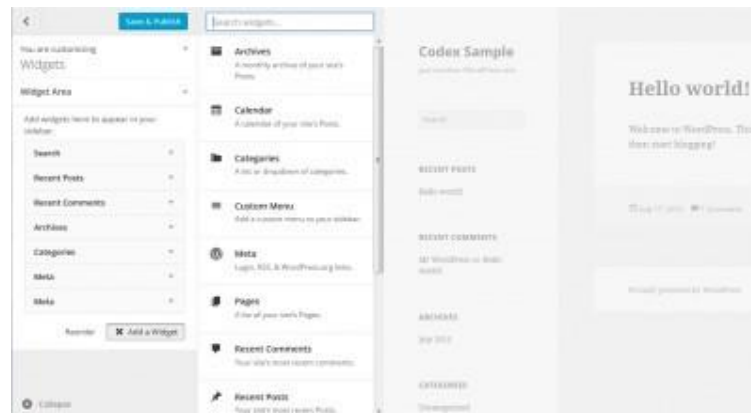 Save & Publish
You are customizing
Widgets
Widget Area
Add widgets here to appear in your
sidebar.
Search
Recent Posts
Recent Comments
Archives
Categories
Meta
Meta
Reorder
Add a Widget
Collapse
Search widgets...
Archives
A monthly archive of your site's
Posts.
Calendar
A calendar of your site's Posts.
Categories
A list or dropdown of categories.
Custom Menu
Add a custom menu to your sidebar.
Meta
Login, RSS, & WordPress.org links.
Pages
A list of your site's Pages.
Recent Comments
Your site's most recent comments.
Recent Posts
Your site's most recent Posts.
Codex Sample
Search
RECENT POSTS
Hello world!
RECENT COMMENTS
Mr WordPress on Hello
world!
ARCHIVES
July 2015
CATEGORIES
Uncategorized
Hello world!
Welcome to WordPress. This
then start blogging!
1 Comment
Proudly powered by WordPress